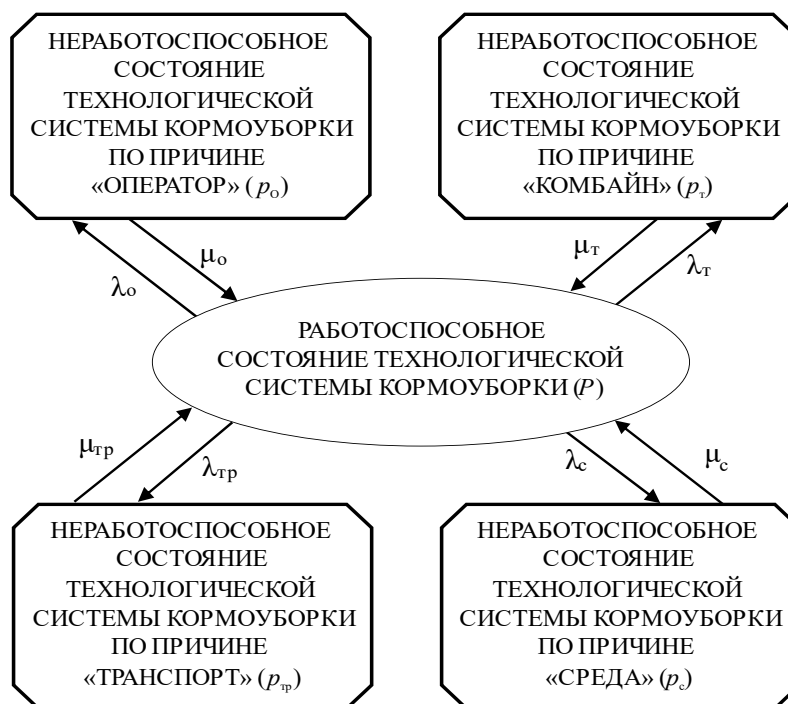 НЕРАБОТОСПОСОБНОЕ
СОСТОЯНИЕ
ТЕХНОЛОГИЧЕСКОЙ
СИСТЕМЫ КОРМОУБОРКИ
ПО ПРИЧИНЕ
«ОПЕРАТОР» (pо)
НЕРАБОТОСПОСОБНОЕ
СОСТОЯНИЕ
ТЕХНОЛОГИЧЕСКОЙ
СИСТЕМЫ КОРМОУБОРКИ
ПО ПРИЧИНЕ
«КОМБАЙН» (pт)
μо
λо
μт
λт
РАБОТОСПОСОБНОЕ
СОСТОЯНИЕ ТЕХНОЛОГИЧЕСКОЙ
СИСТЕМЫ КОРМОУБОРКИ (P)
μтр
λтр
λс
μс
НЕРАБОТОСПОСОБНОЕ
СОСТОЯНИЕ
ТЕХНОЛОГИЧЕСКОЙ
СИСТЕМЫ КОРМОУБОРКИ
ПО ПРИЧИНЕ
«ТРАНСПОРТ» (pтр)
НЕРАБОТОСПОСОБНОЕ
СОСТОЯНИЕ
ТЕХНОЛОГИЧЕСКОЙ
СИСТЕМЫ КОРМОУБОРКИ
ПО ПРИЧИНЕ
«СРЕДА» (pс)